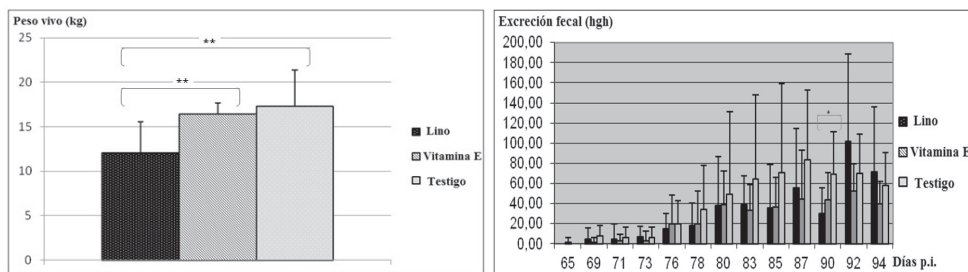 Peso vivo (kg)
25
**
20
**
15
10
5
0
Lino
Vitamina E
Testigo
Excreción fecal (hgh)
200,00
180,00
160,00
140,00
120,00
100,00
80,00
60,00
40,00
20,00
0,00
*
Lino
Vitamina E
Testigo
65 69 71 73 76 78 80 83 85 87 90 92 94 Días p.i.